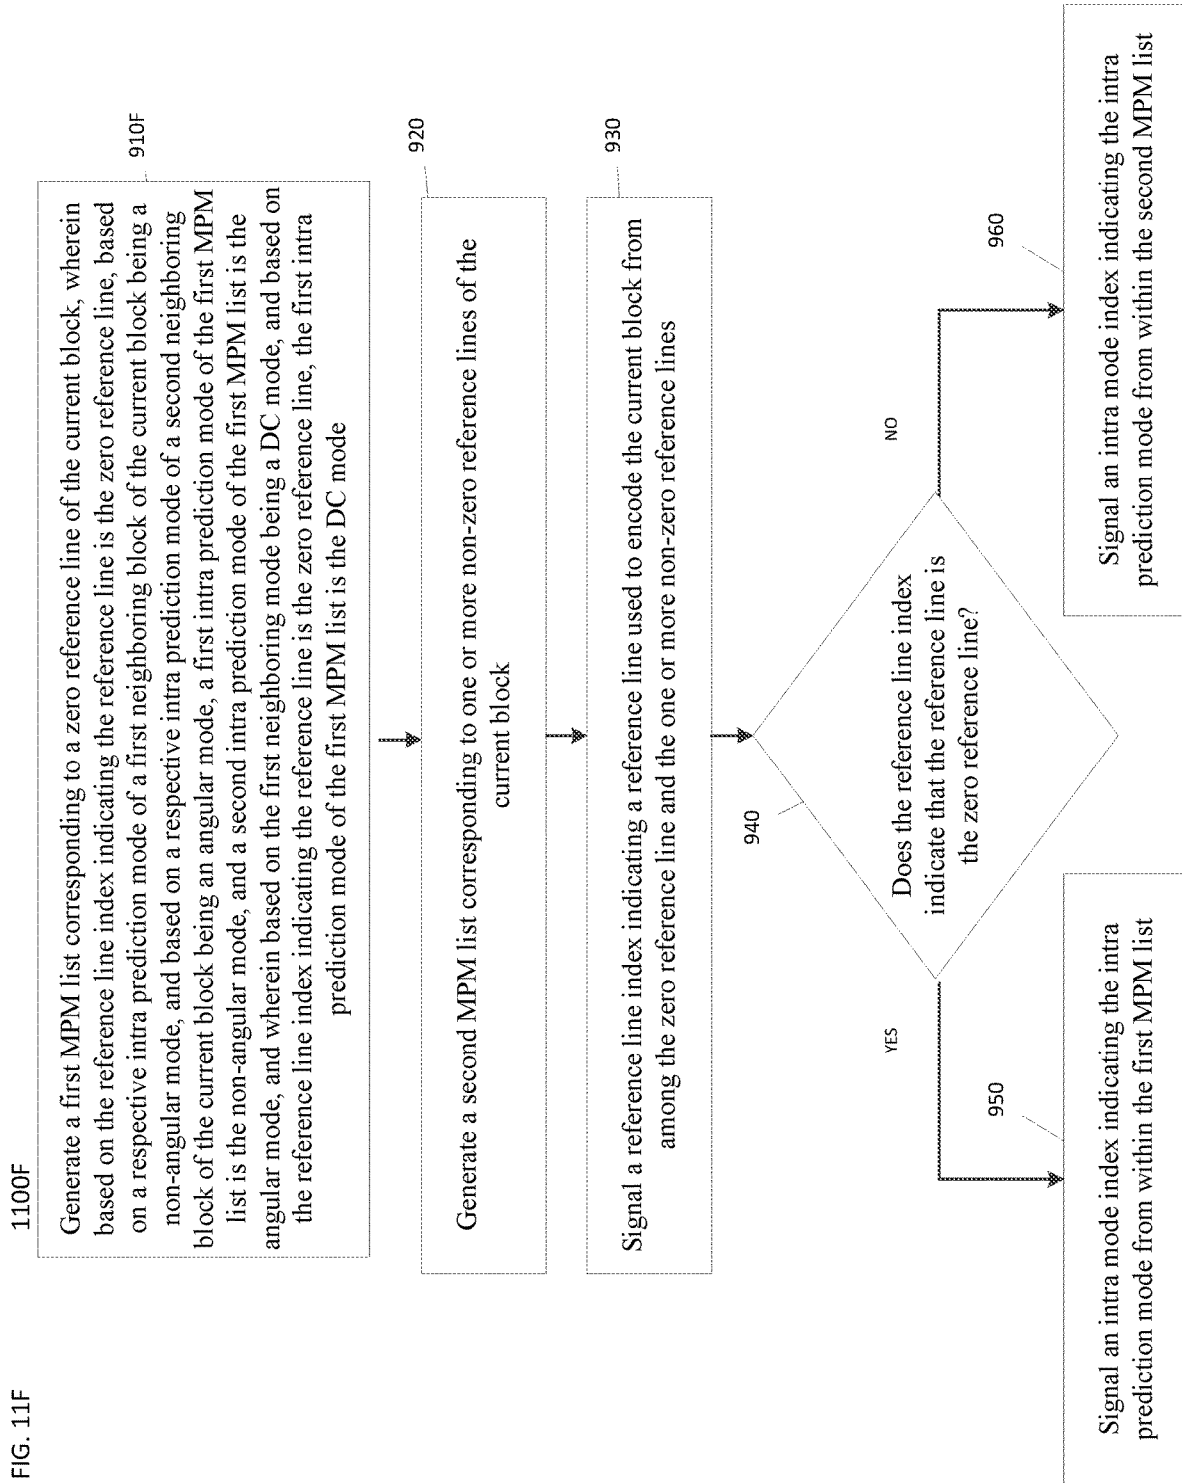 FIG. 11F
1100F
Generate a first MPM list corresponding to a zero reference line of the current block, wherein
based on the reference line index indicating the reference line is the zero reference line, based
on a respective intra prediction mode of a first neighboring block of the current block being a
non-angular mode, and based on a respective intra prediction mode of a second neighboring
block of the current block being an angular mode, a first intra prediction mode of the first MPM
list is the non-angular mode, and a second intra prediction mode of the first MPM list is the
angular mode, and wherein based on the first neighboring mode being a DC mode, and based on
the reference line index indicating the reference line is the zero reference line, the first intra
prediction mode of the first MPM list is the DC mode
910F
Generate a second MPM list corresponding to one or more non-zero reference lines of the
current block
920
Signal a reference line index indicating a reference line used to encode the current block from
among the zero reference line and the one or more non-zero reference lines
930
940
Does the reference line index
indicate that the reference line is
the zero reference line?
YES
NO
950
Signal an intra mode index indicating the intra
prediction mode from within the first MPM list
960
Signal an intra mode index indicating the intra
prediction mode from within the second MPM list